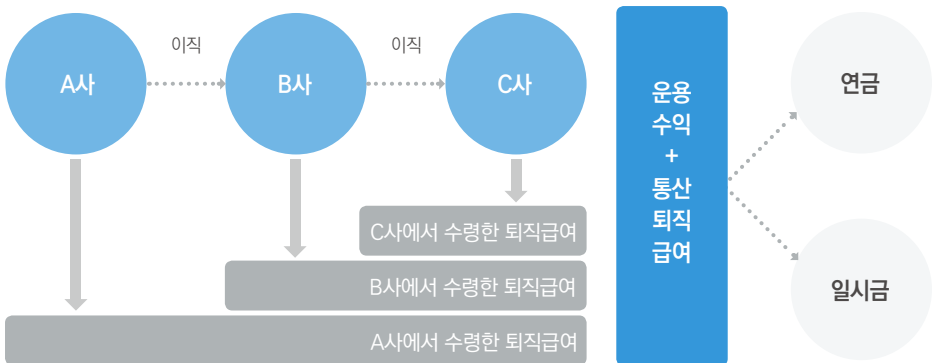 이직
이직
A사
B사
C사
C사에서 수령한 퇴직급여
B사에서 수령한 퇴직급여
A사에서 수령한 퇴직급여
운용
수익
+
통산
퇴직
급여
연금
일시금